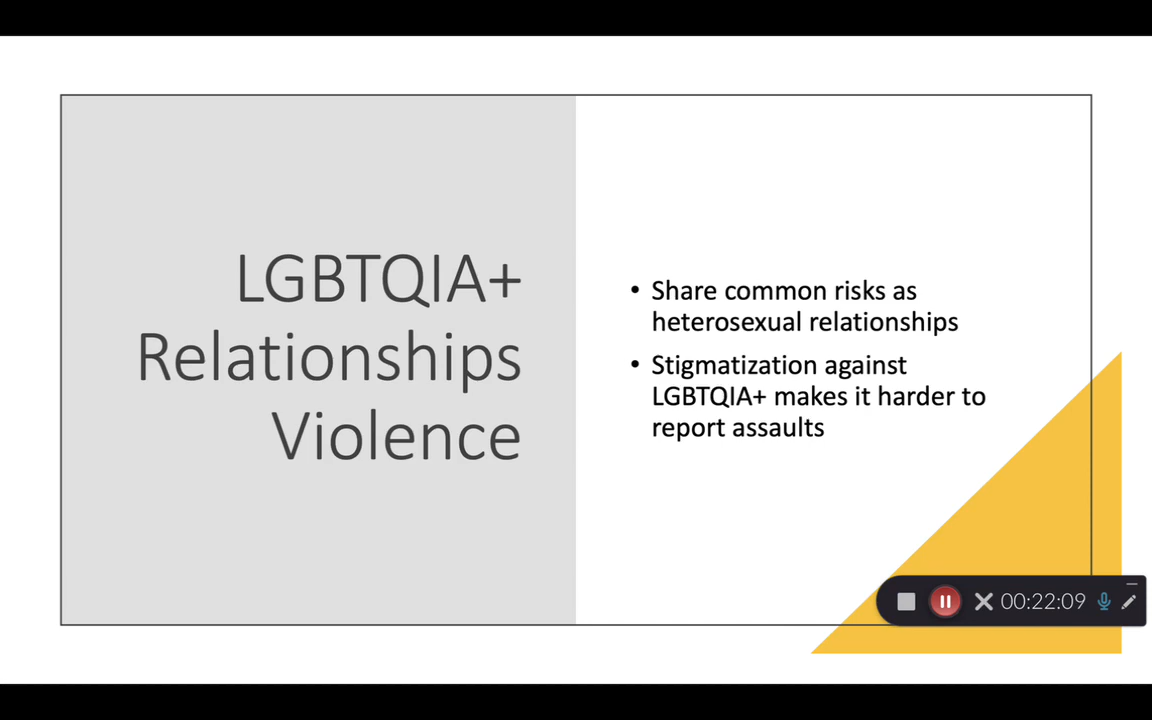 LGBTQIA+
Relationships
Violence
• Share common risks as
heterosexual relationships
• Stigmatization against
LGBTQIA+ makes it harder to
report assaults
00:22:09